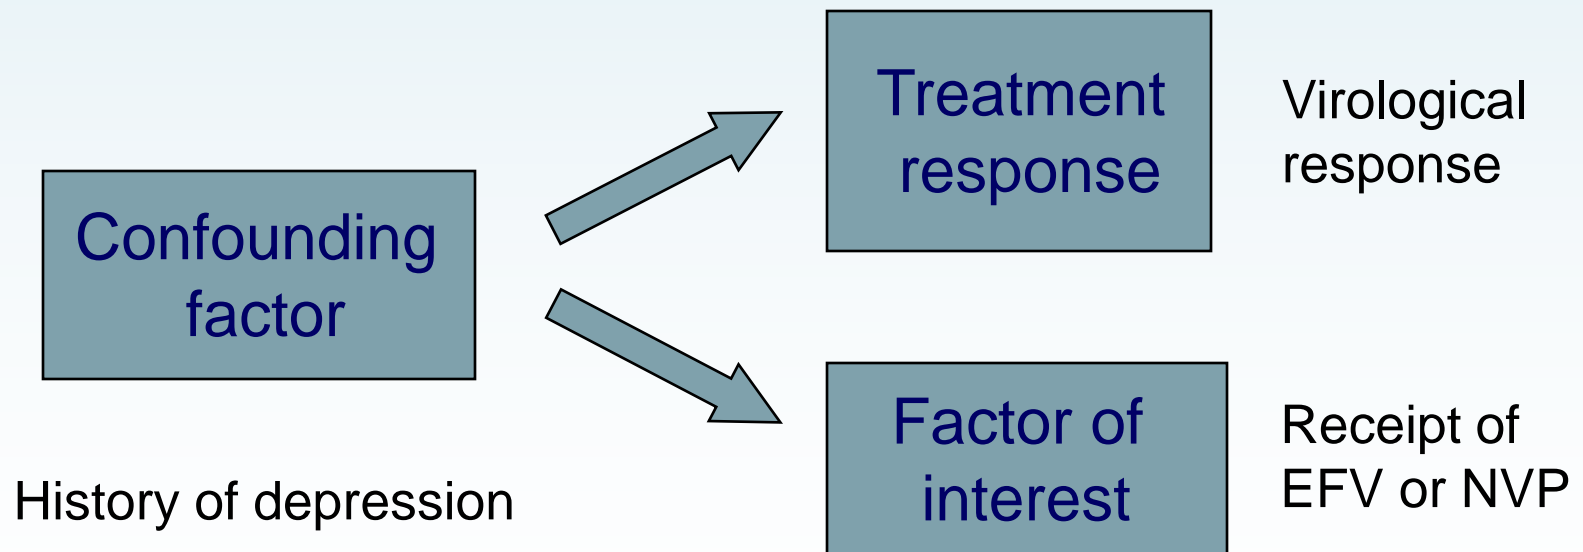 Confounding
factor
History of depression
Treatment
response
Virological
response
Factor of
interest
Receipt of
EFV or NVP